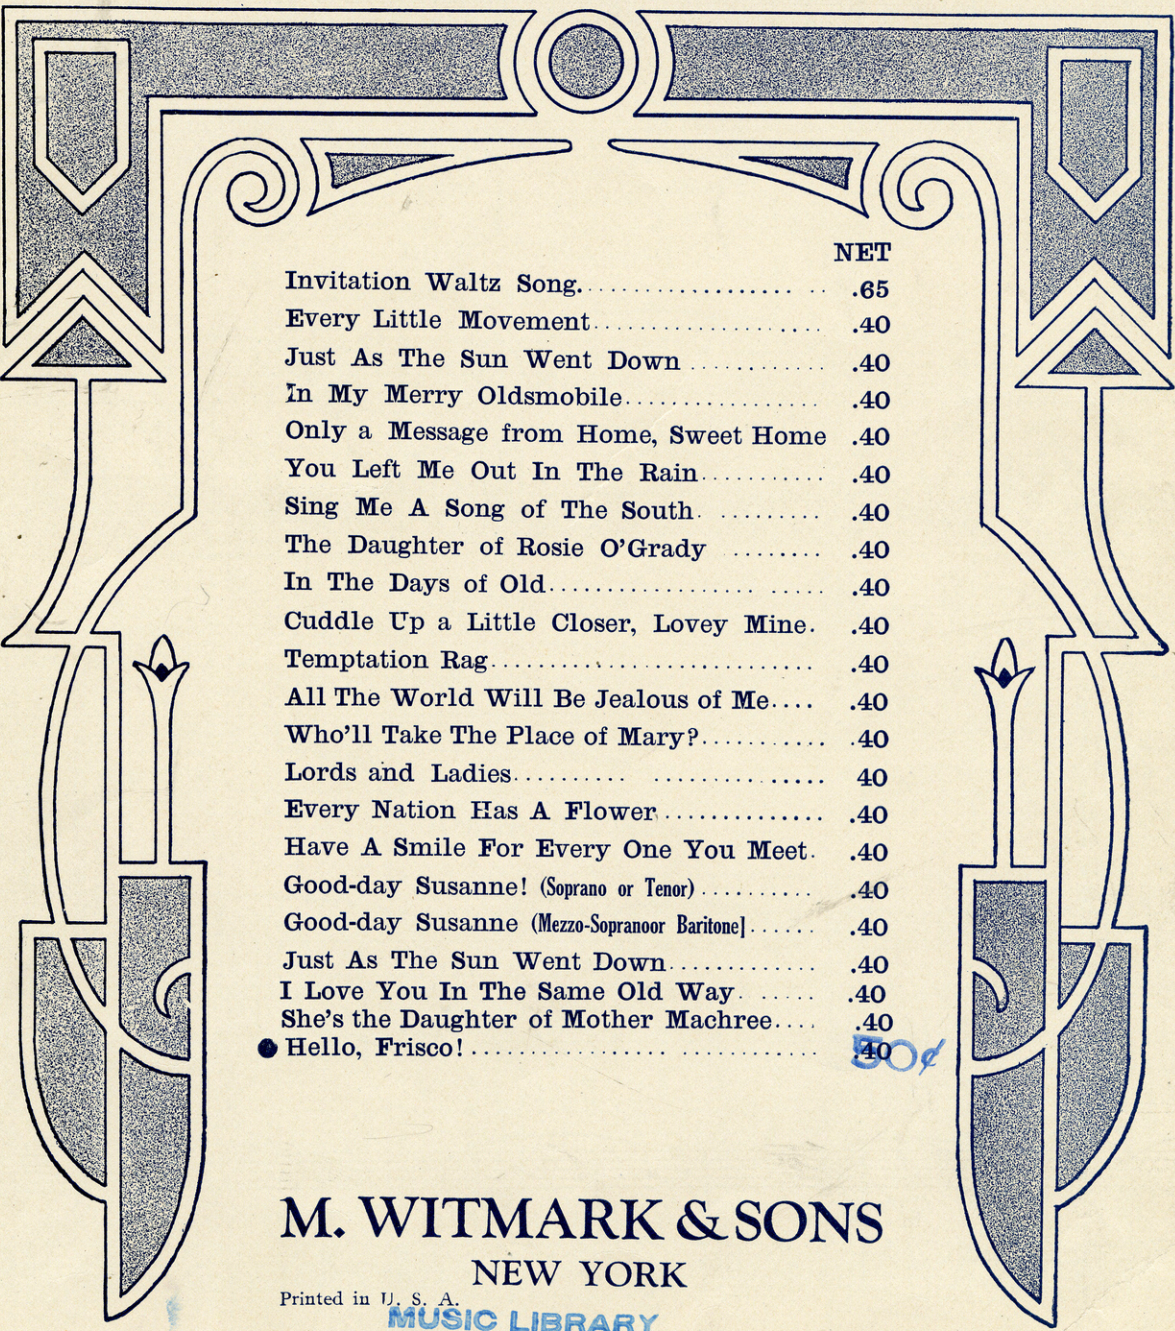 NET
Invitation Waltz Song. .65
Every Little Movement .40
Just As The Sun Went Down .40
In My Merry Oldsmobile .40
Only a Message from Home, Sweet Home .40
You Left Me Out In The Rain .40
Sing Me A Song of The South .40
The Daughter of Rosie O'Grady .40
In The Days of Old .40
Cuddle Up a Little Closer, Lovey Mine. .40
Temptation Rag .40
All The World Will Be Jealous of Me .40
Who'll Take The Place of Mary? .40
Lords and Ladies 40
Every Nation Has A Flower .40
Have A Smile For Every One You Meet. .40
Good-day Susanne! (Soprano or Tenor) .40
Good-day Susanne (Mezzo-Sopranoor Baritone] .40
Just As The Sun Went Down .40
I Love You In The Same Old Way .40
She's the Daughter of Mother Machree .40
Hello, Frisco! .40
50¢
M. WITMARK & SONS
NEW YORK
Printed in U. S. A.
MUSIC LIBRARY